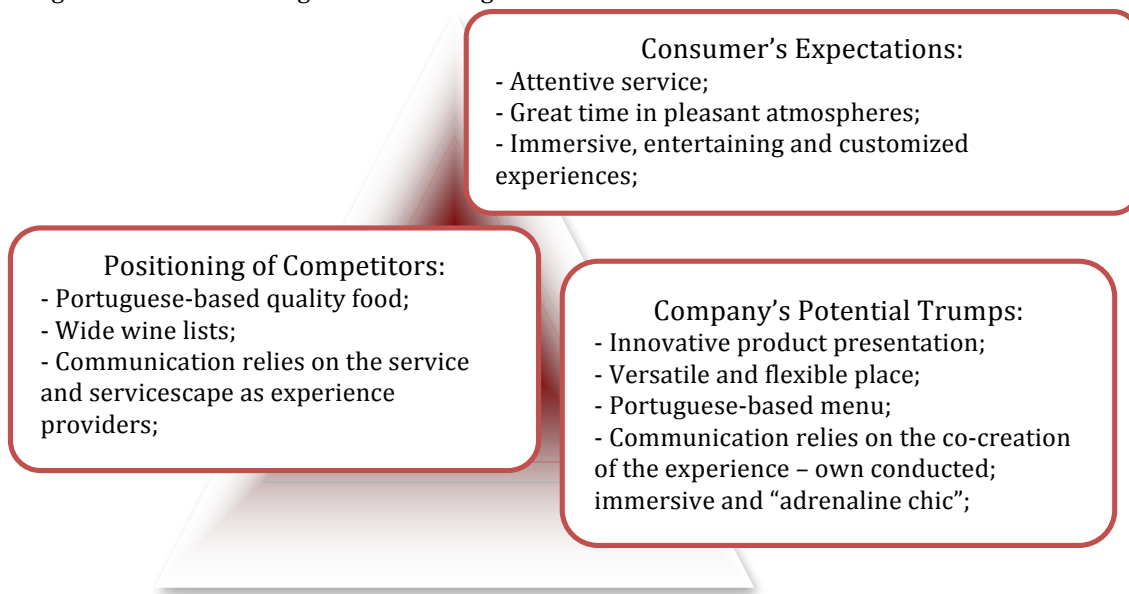 Consumer’s Expectations:
- Attentive service;
- Great time in pleasant atmospheres;
- Immersive, entertaining and customized
experiences;
Positioning of Competitors:
- Portuguese-based quality food;
- Wide wine lists;
- Communication relies on the service
and servicescape as experience
providers;
Company’s Potential Trumps:
- Innovative product presentation;
- Versatile and flexible place;
- Portuguese-based menu;
- Communication relies on the co-creation
of the experience – own conducted;
immersive and “adrenaline chic”;